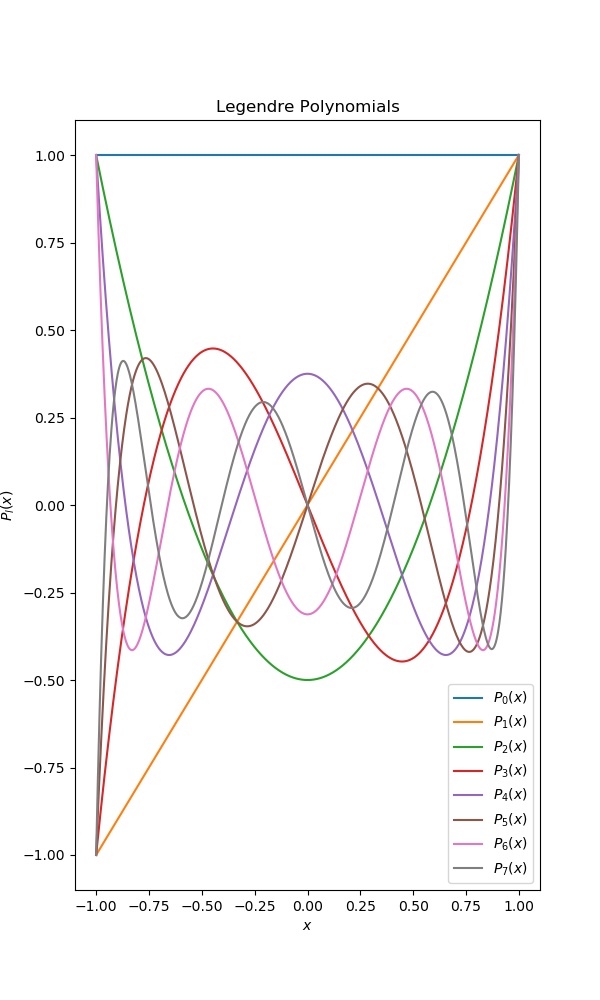 Legendre Polynomials
1.00
0.75
0.50
0.25
0.00
−0.25
−0.50
−0.75
−1.00
P_l(x)
−1.00 −0.75 −0.50 −0.25 0.00 0.25 0.50 0.75 1.00
x
P_0(x)
P_1(x)
P_2(x)
P_3(x)
P_4(x)
P_5(x)
P_6(x)
P_7(x)